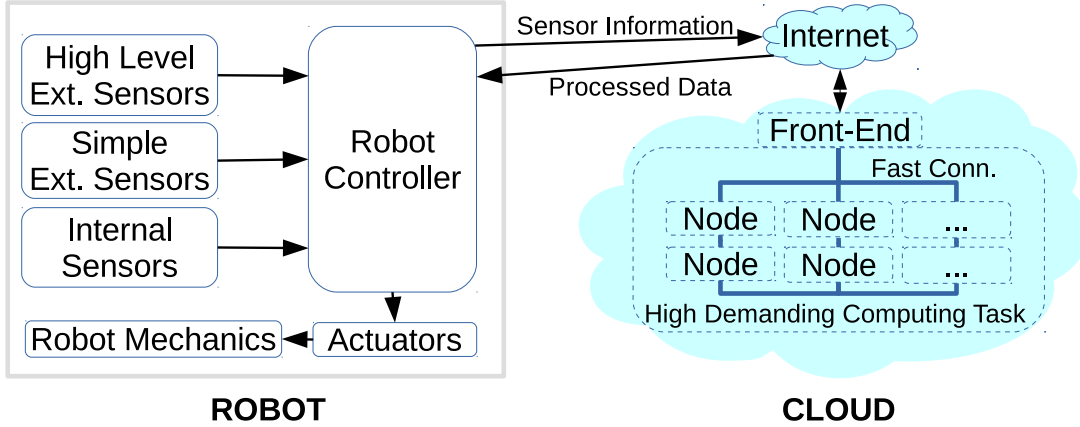 High Level
Ext. Sensors
Simple
Ext. Sensors
Internal
Sensors
Robot
Controller
Robot Mechanics
Actuators
ROBOT
Sensor Information
Processed Data
Internet
Front-End
Fast Conn.
Node
Node
...
Node
Node
...
High Demanding Computing Task
CLOUD